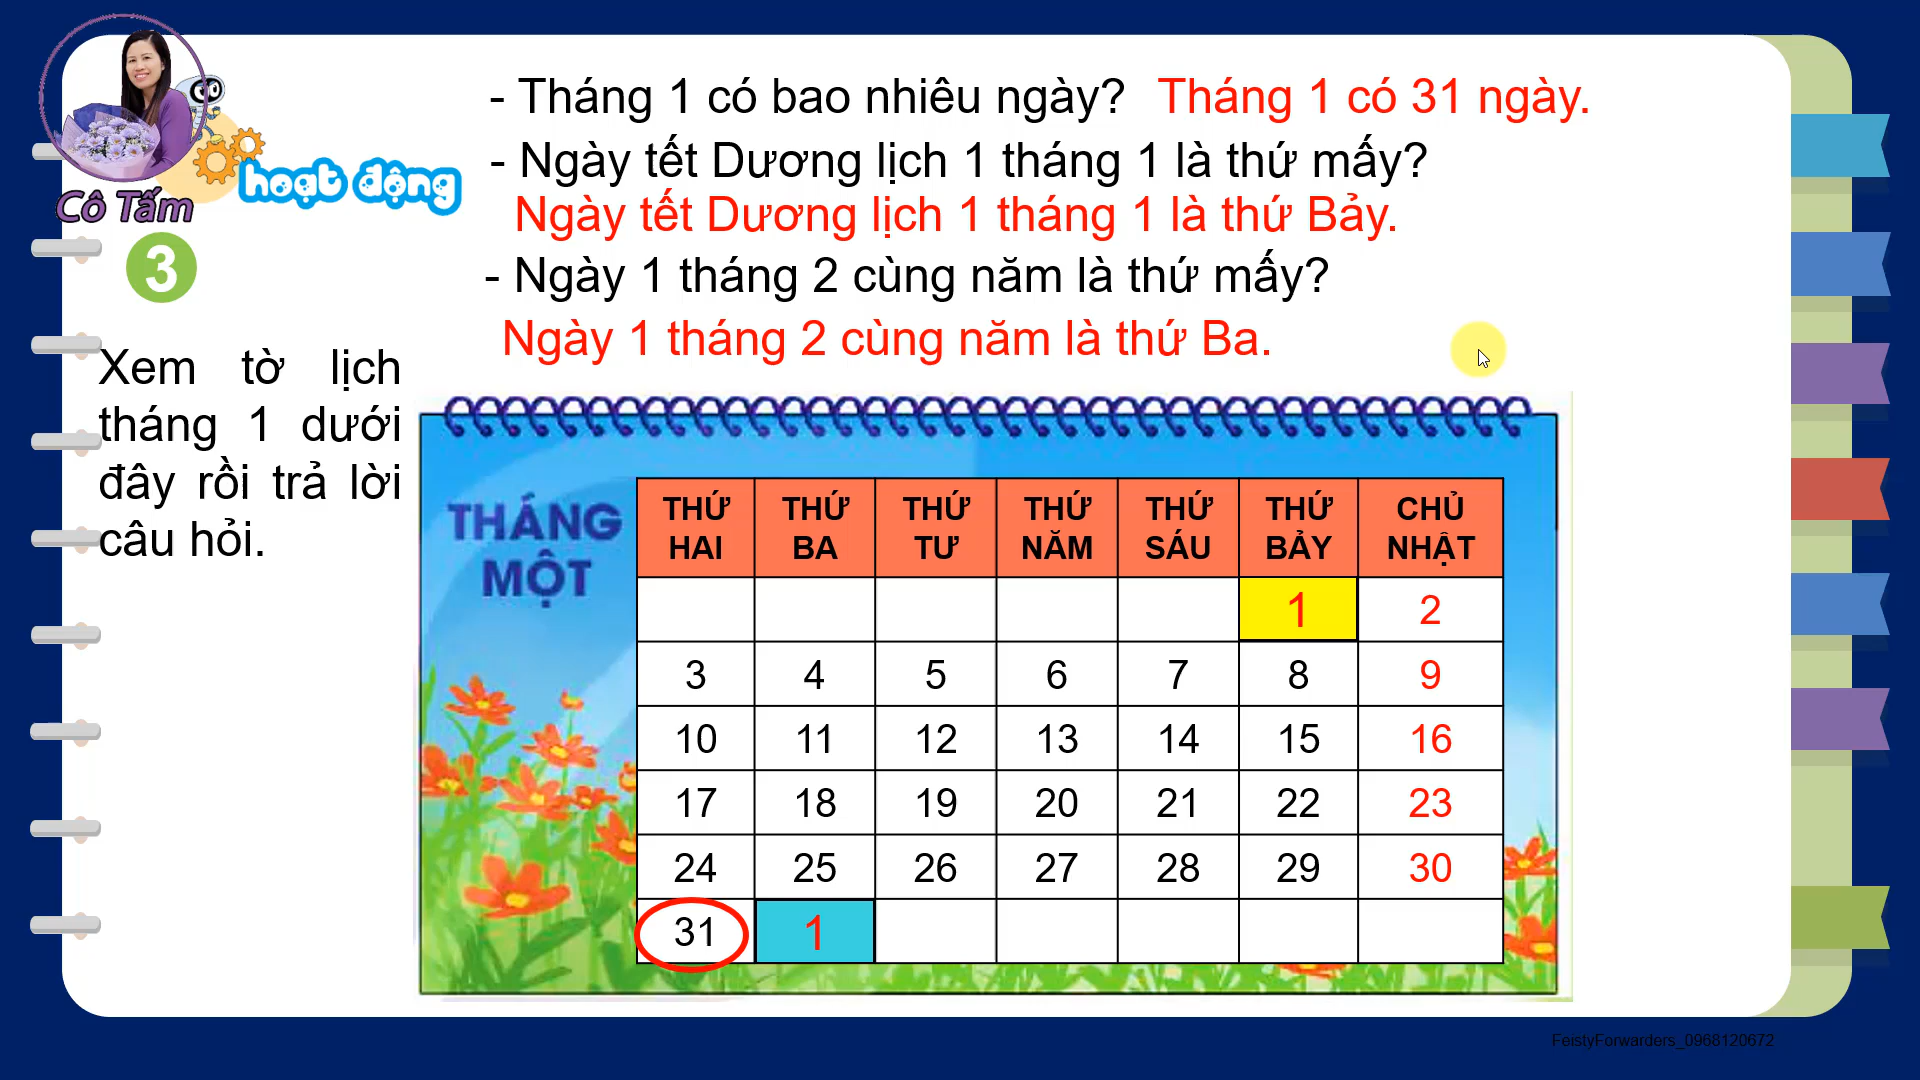 - Tháng 1 có bao nhiêu ngày? Tháng 1 có 31 ngày.
- Ngày tết Dương lịch 1 tháng 1 là thứ mấy?
Ngày tết Dương lịch 1 tháng 1 là thứ Bảy.
- Ngày 1 tháng 2 cùng năm là thứ mấy?
Ngày 1 tháng 2 cùng năm là thứ Ba.
hoạt động
Cô Tấm
3
Xem tờ lịch
tháng 1 dưới
đây rồi trả lời
câu hỏi.
THÁNG
MỘT
THỨ HAI THỨ BA THỨ TƯ THỨ NĂM THỨ SÁU THỨ BẢY CHỦ NHẬT
1 2
3 4 5 6 7 8 9
10 11 12 13 14 15 16
17 18 19 20 21 22 23
24 25 26 27 28 29 30
31 1
FeistyForwarders_0968120672